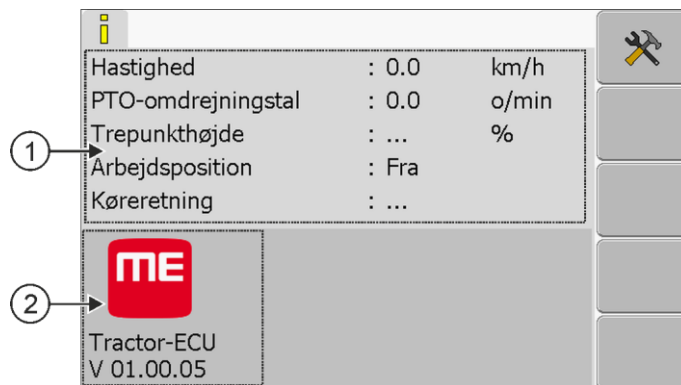 Hastighed : 0.0 km/h
PTO-omdrejningstal : 0.0 o/min
Trepunkthøjde : ... %
Arbejdsposition : Fra
Køreretning : ...
1
ME
2
Tractor-ECU
V 01.00.05